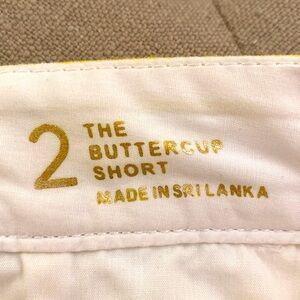 2
THE
BUTTERCUP
SHORT
MADE IN SRI LANKA